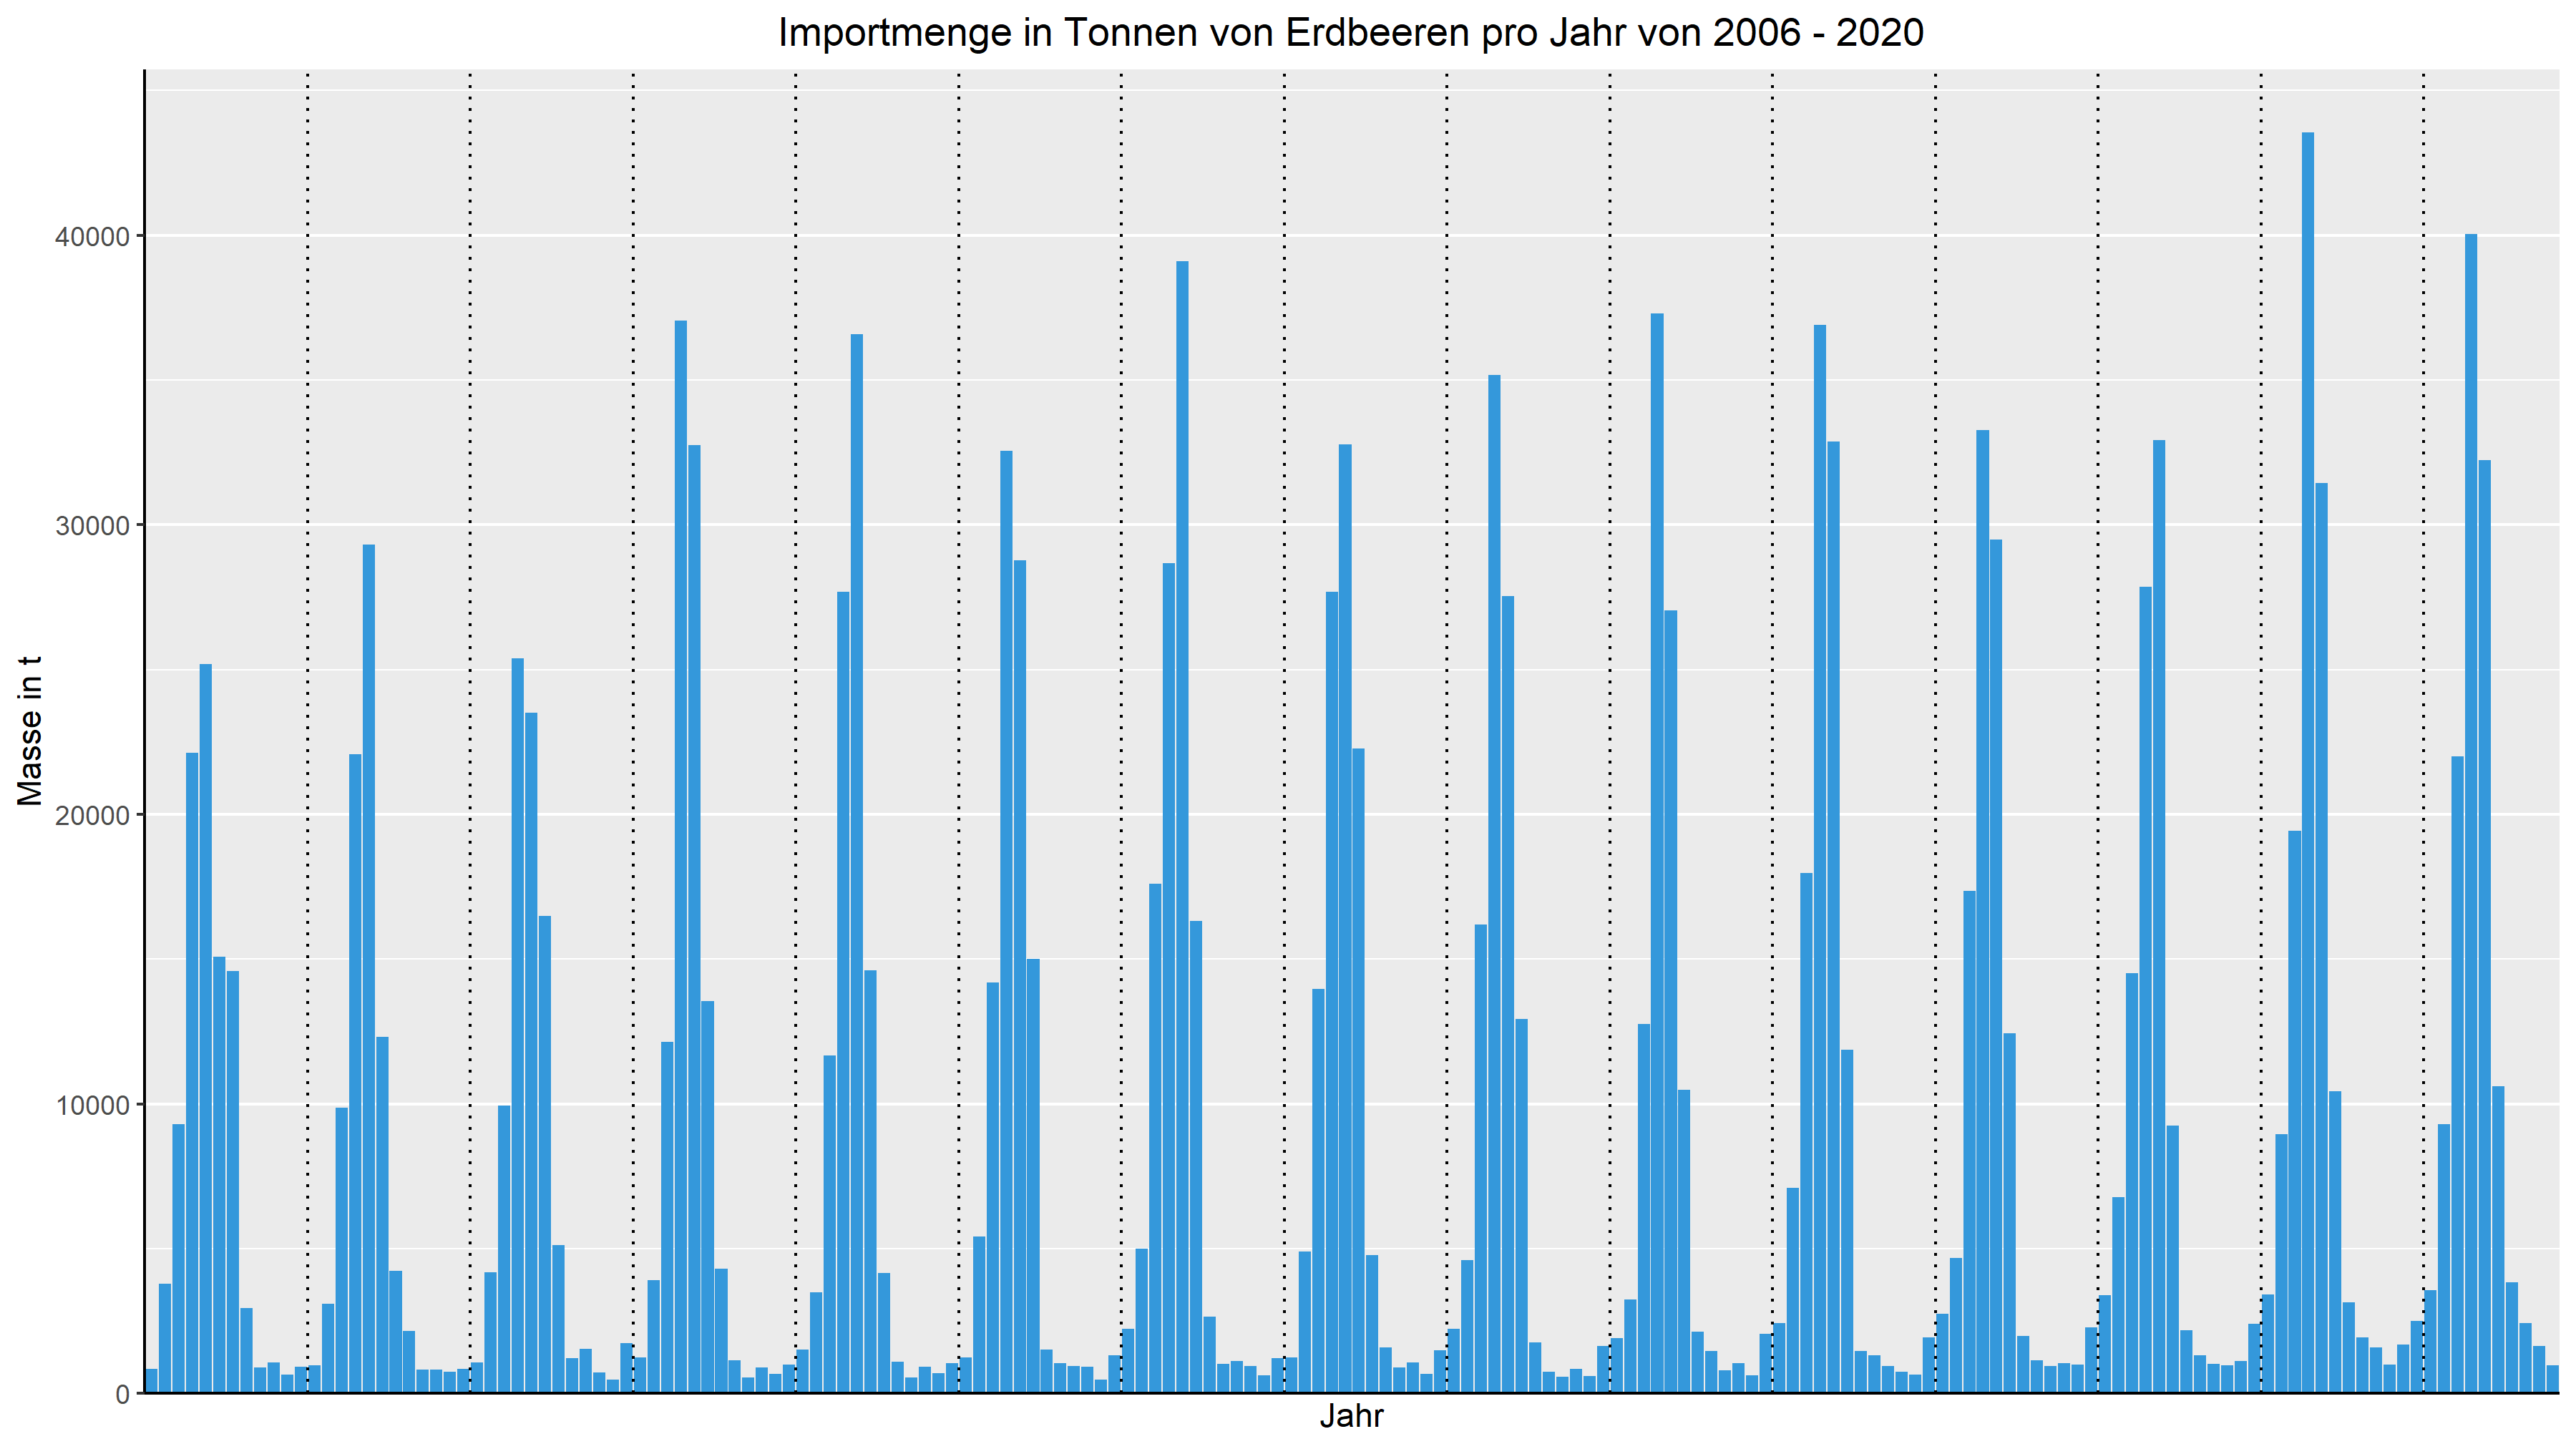 Importmenge in Tonnen von Erdbeeren pro Jahr von 2006 - 2020
Masse in t
40000
30000
20000
10000
0
Jahr